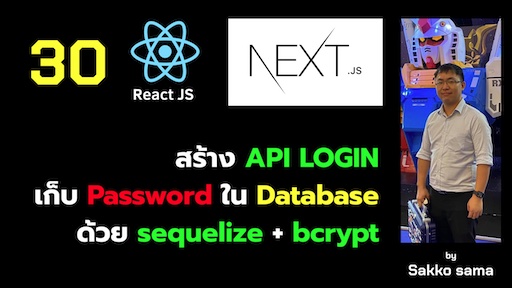 30
React JS
NEXT.JS
RX
สร้าง API LOGIN
เก็บ Password ใน Database
ด้วย sequelize + bcrypt
by
Sakko sama